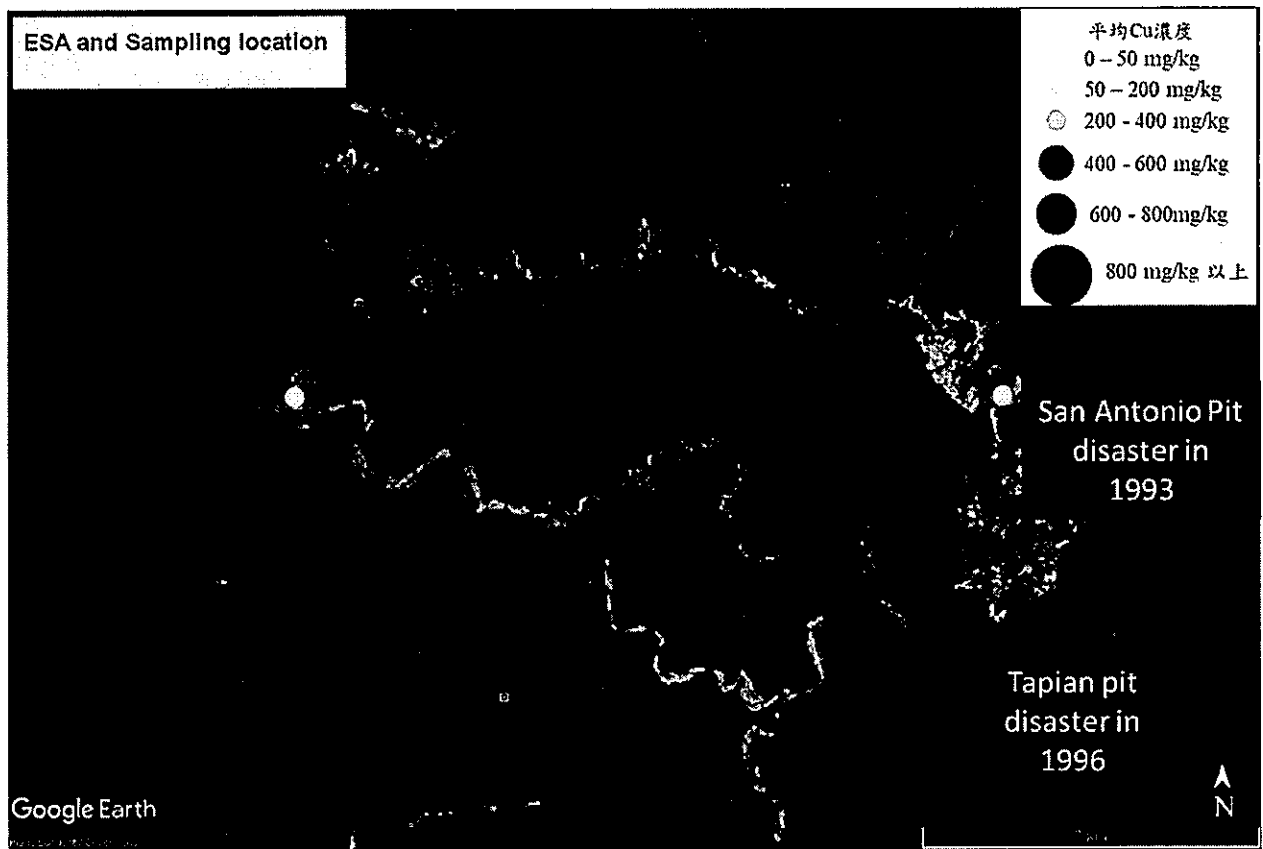 ESA and Sampling location
平均Cu濃度
0 – 50 mg/kg
50 – 200 mg/kg
200 - 400 mg/kg
400 - 600 mg/kg
600 - 800mg/kg
800 mg/kg 以上
San Antonio Pit
disaster in
1993
Tapian pit
disaster in
1996
Google Earth
N